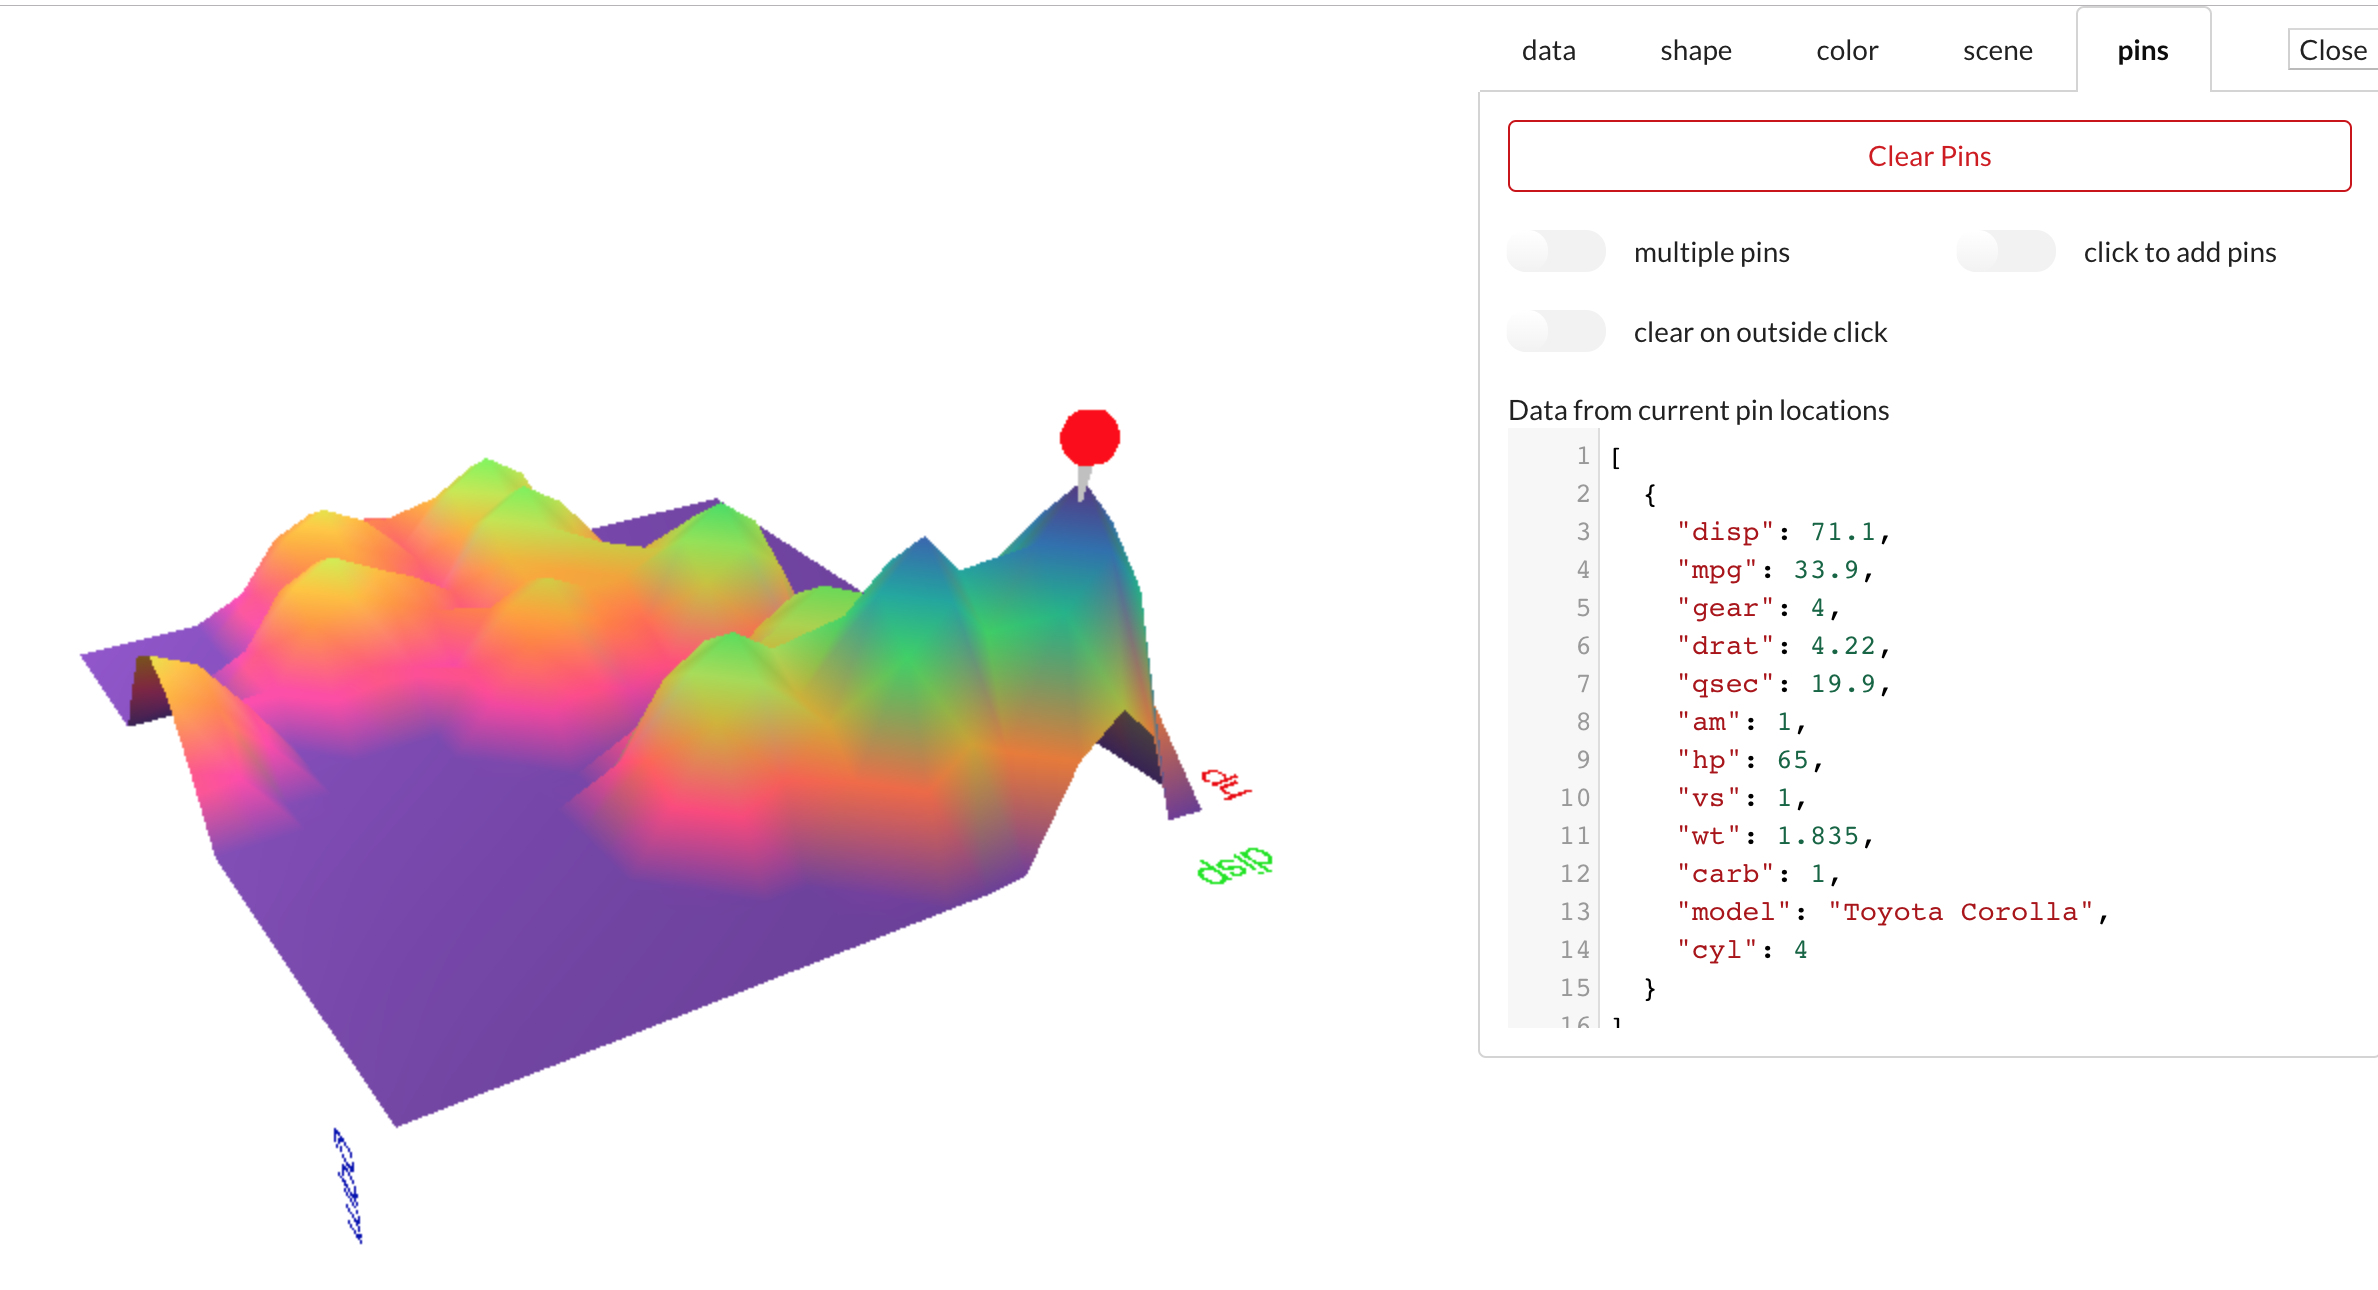 data shape color scene pins Close
Clear Pins
multiple pins click to add pins
clear on outside click
Data from current pin locations
1 [
2 {
3 "disp": 71.1,
4 "mpg": 33.9,
5 "gear": 4,
6 "drat": 4.22,
7 "qsec": 19.9,
8 "am": 1,
9 "hp": 65,
10 "vs": 1,
11 "wt": 1.835,
12 "carb": 1,
13 "model": "Toyota Corolla",
14 "cyl": 4
15 }
16 ]
hp
disp